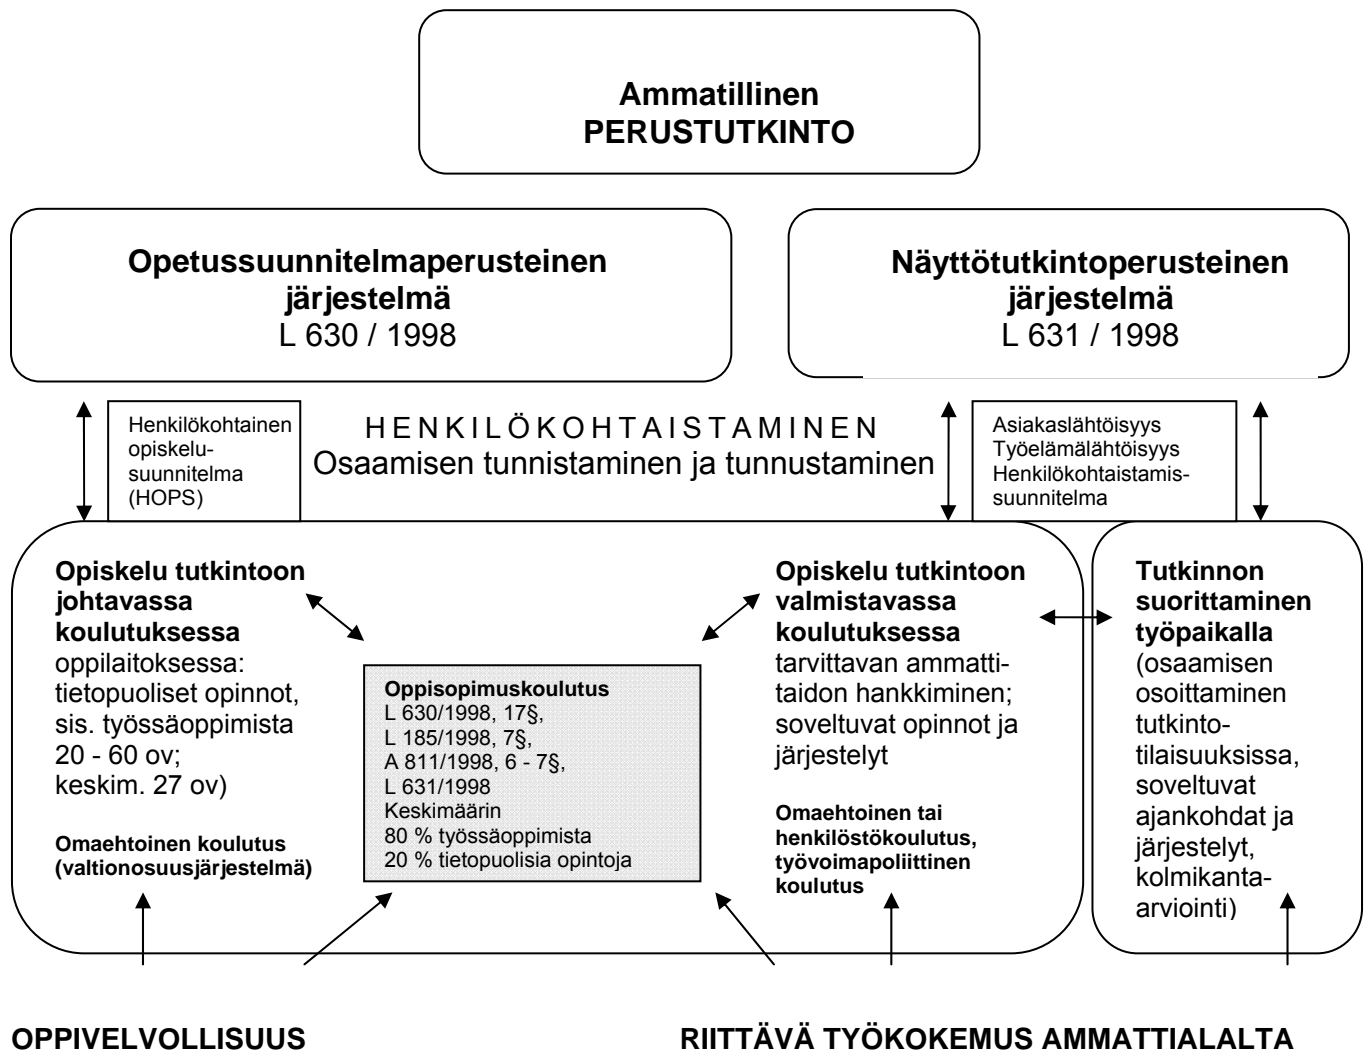 Ammatillinen
PERUSTUTKINTO
Opetussuunnitelmaperusteinen
järjestelmä
L 630 / 1998
Näyttötutkintoperusteinen
järjestelmä
L 631 / 1998
Henkilökohtainen
opiskelu-
suunnitelma
(HOPS)
HENKILÖKOHTAISTAMINEN
Osaamisen tunnistaminen ja tunnustaminen
Asiakaslähtöisyys
Työelämälähtöisyys
Henkilökohtaistamis-
suunnitelma
Opiskelu tutkintoon
johtavassa
koulutuksessa
oppilaitoksessa:
tietopuoliset opinnot,
sis. työssäoppimista
20 - 60 ov;
keskim. 27 ov)
Omaehtoinen koulutus
(valtionosuusjärjestelmä)
Oppisopimuskoulutus
L 630/1998, 17§,
L 185/1998, 7§,
A 811/1998, 6 - 7§,
L 631/1998
Keskimäärin
80 % työssäoppimista
20 % tietopuolisia opintoja
Opiskelu tutkintoon
valmistavassa
koulutuksessa
tarvittavan ammatti-
taidon hankkiminen;
soveltuvat opinnot ja
järjestelyt
Omaehtoinen tai
henkilöstökoulutus,
työvoimapoliittinen
koulutus
Tutkinnon
suorittaminen
työpaikalla
(osaamisen
osoittaminen
tutkinto-
tilaisuuksissa,
soveltuvat
ajankohdat ja
järjestelyt,
kolmikanta-
arviointi)
OPPIVELVOLLISUUS
RIITTÄVÄ TYÖKOKEMUS AMMATTIALALTA